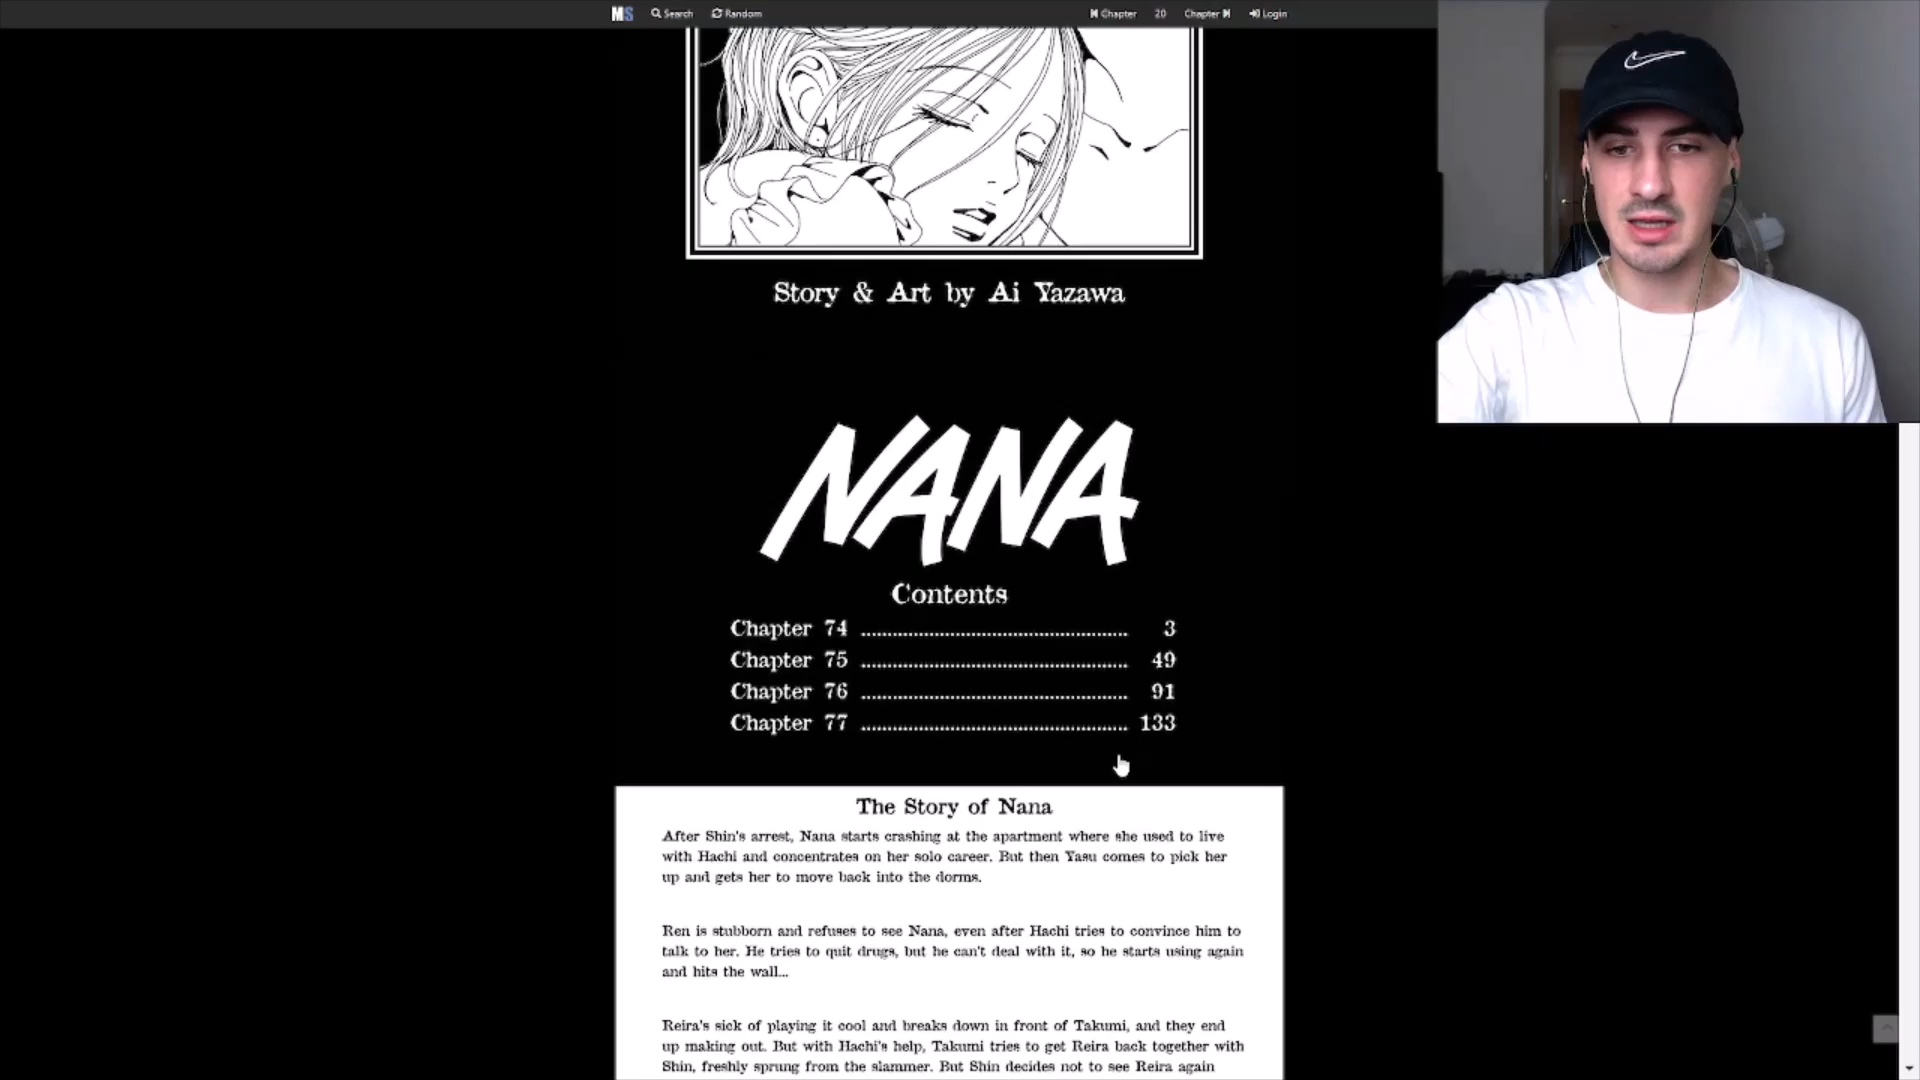 MS Search Random Chapter 20 Chapter Login
Story & Art by Ai Yazawa
NANA
Contents
Chapter 74 3
Chapter 75 49
Chapter 76 91
Chapter 77 133
The Story of Nana
After Shin's arrest, Nana starts crashing at the apartment where she used to live
with Hachi and concentrates on her solo career. But then Yasu comes to pick her
up and gets her to move back into the dorms.
Ren is stubborn and refuses to see Nana, even after Hachi tries to convince him to
talk to her. He tries to quit drugs, but he can't deal with it, so he starts using again
and hits the wall...
Reira's sick of playing it cool and breaks down in front of Takumi, and they end
up making out. But with Hachi's help, Takumi tries to get Reira back together with
Shin, freshly sprung from the slammer. But Shin decides not to see Reira again